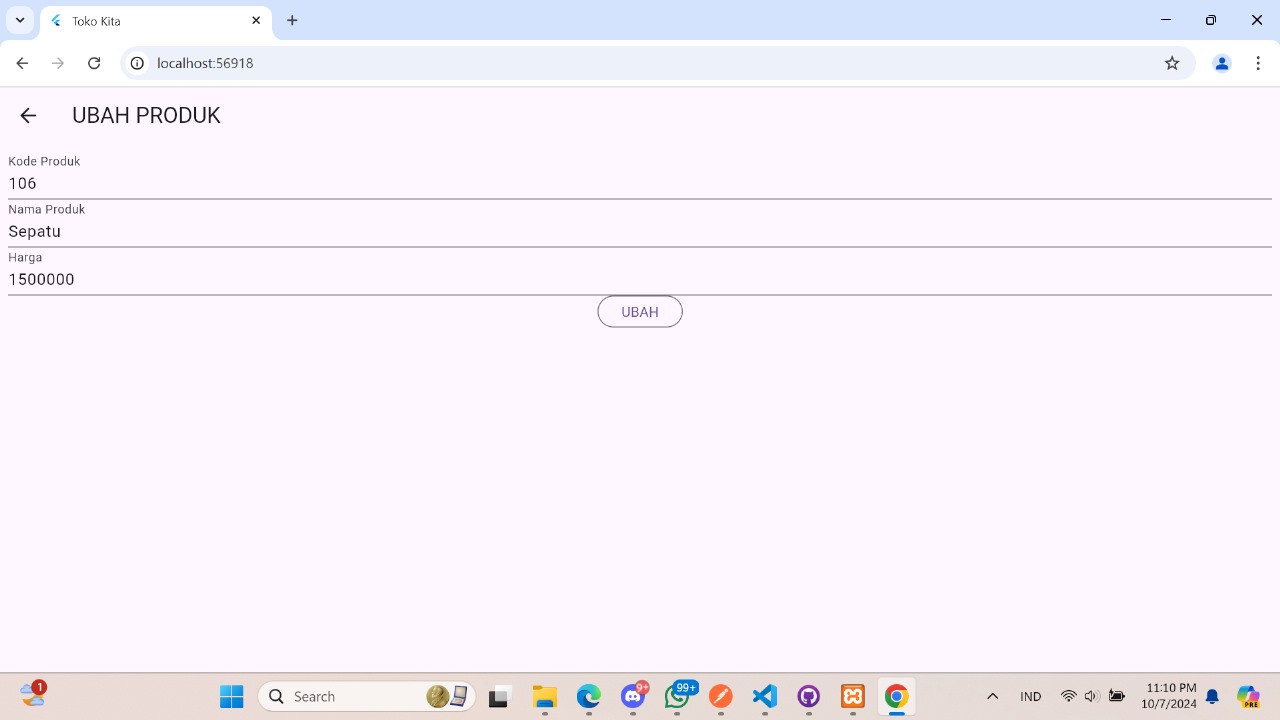 Toko Kita
localhost:56918
UBAH PRODUK
Kode Produk
106
Nama Produk
Sepatu
Harga
1500000
UBAH
1
Search
9+
99+
IND
11:10 PM
10/7/2024
PRE